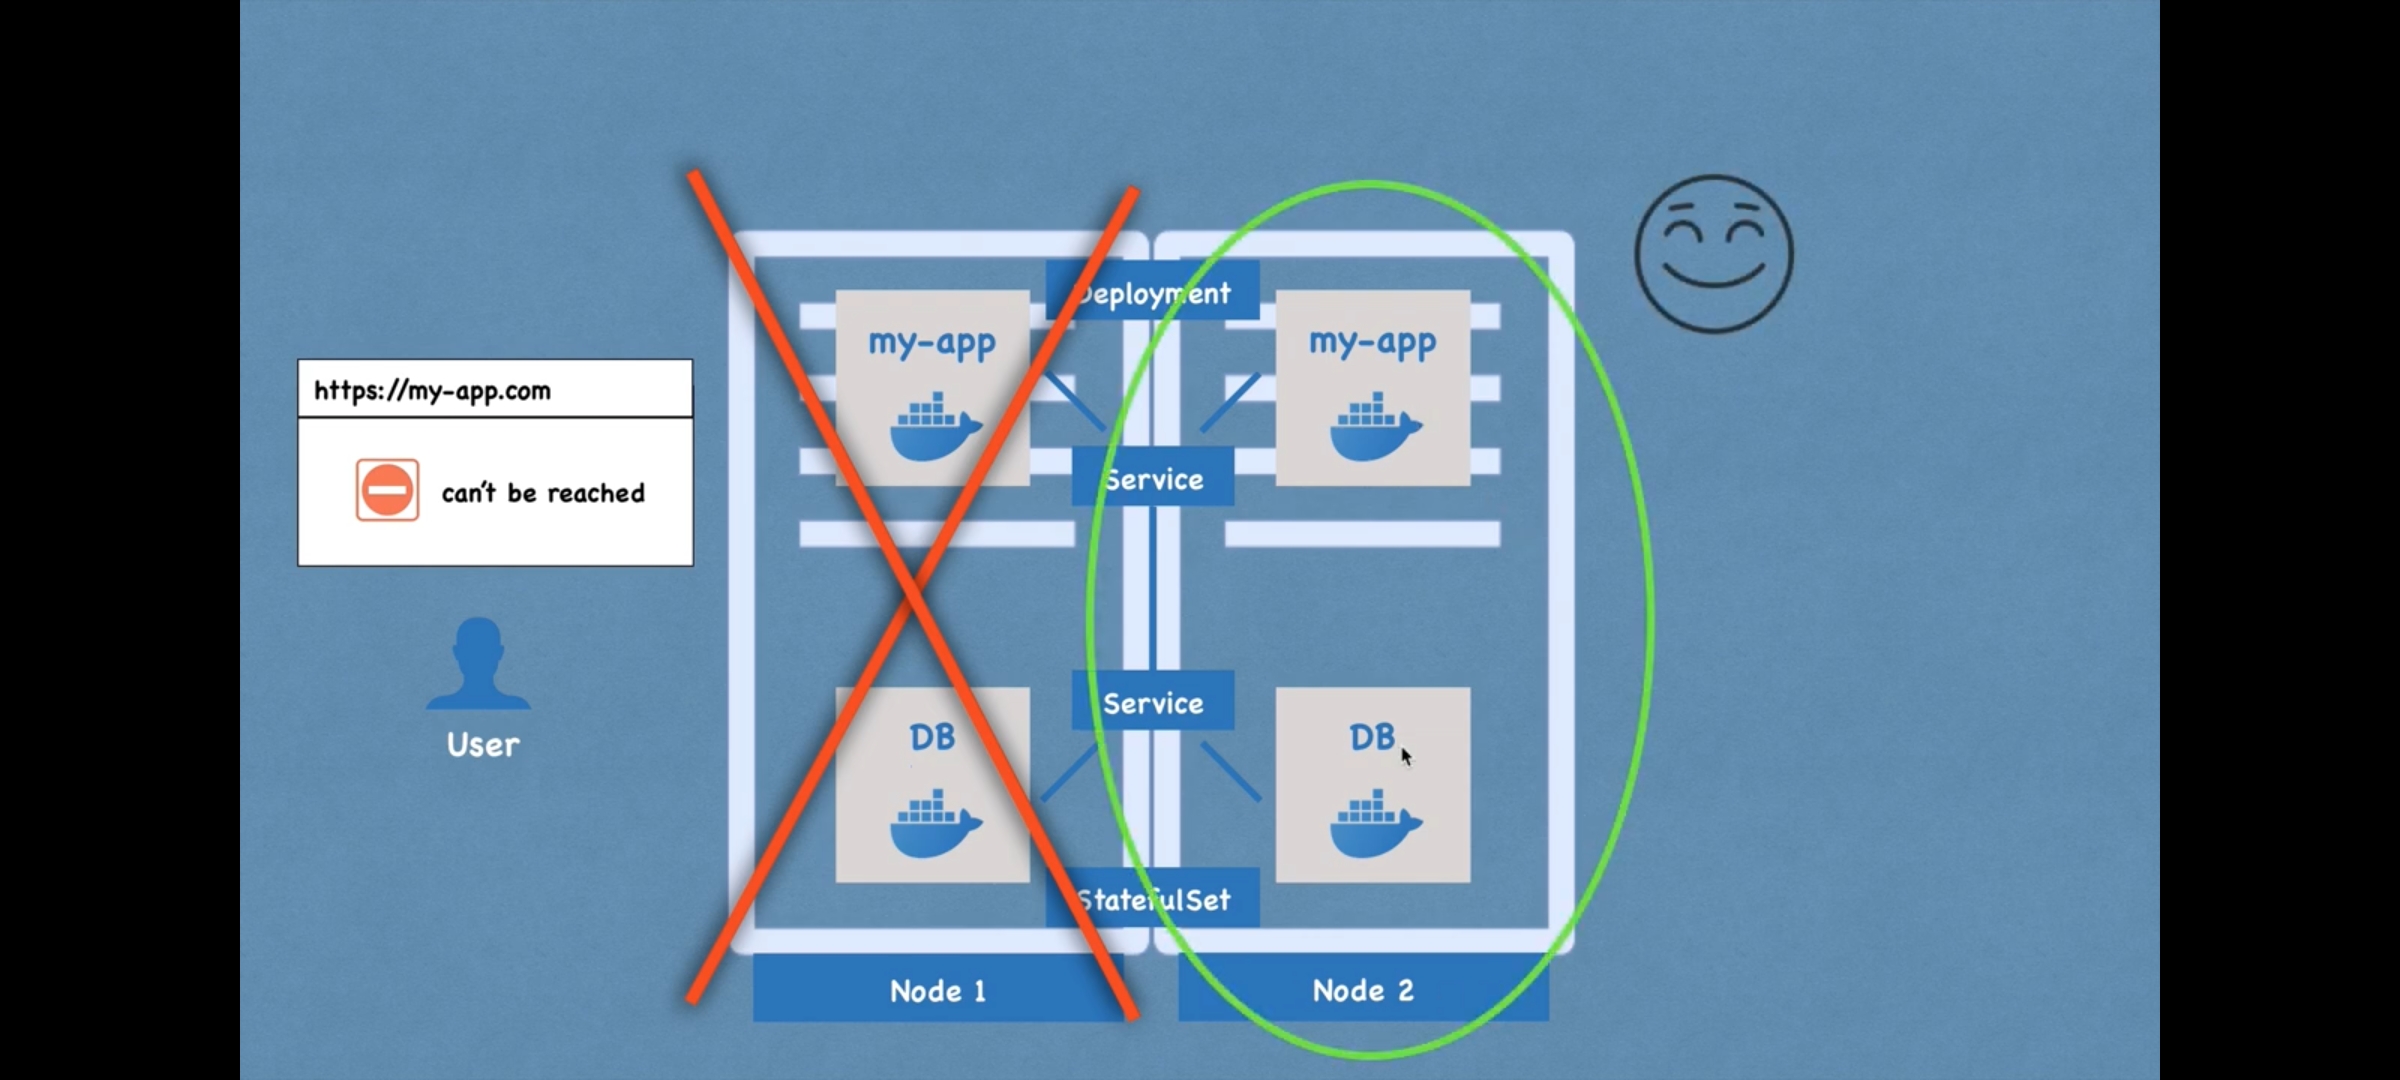 Deployment
my-app
my-app
https://my-app.com
can't be reached
Service
Service
User
DB
DB
StatefulSet
Node 1
Node 2